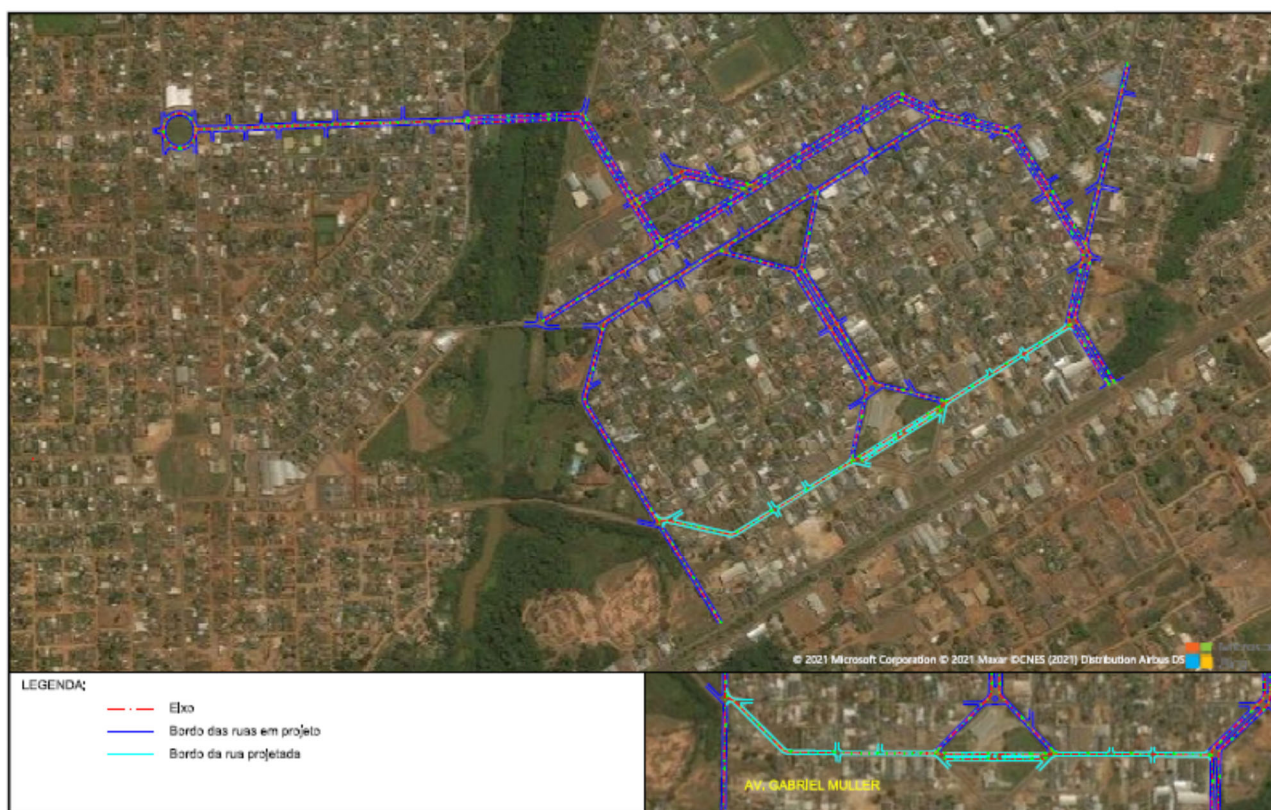 © 2021 Microsoft Corporation © 2021 Maxar ©CNES (2021) Distribution Airbus DS
LEGENDA:
Eixo
Bordo das ruas em projeto
Bordo da rua projetada
AV. GABRIEL MULLER